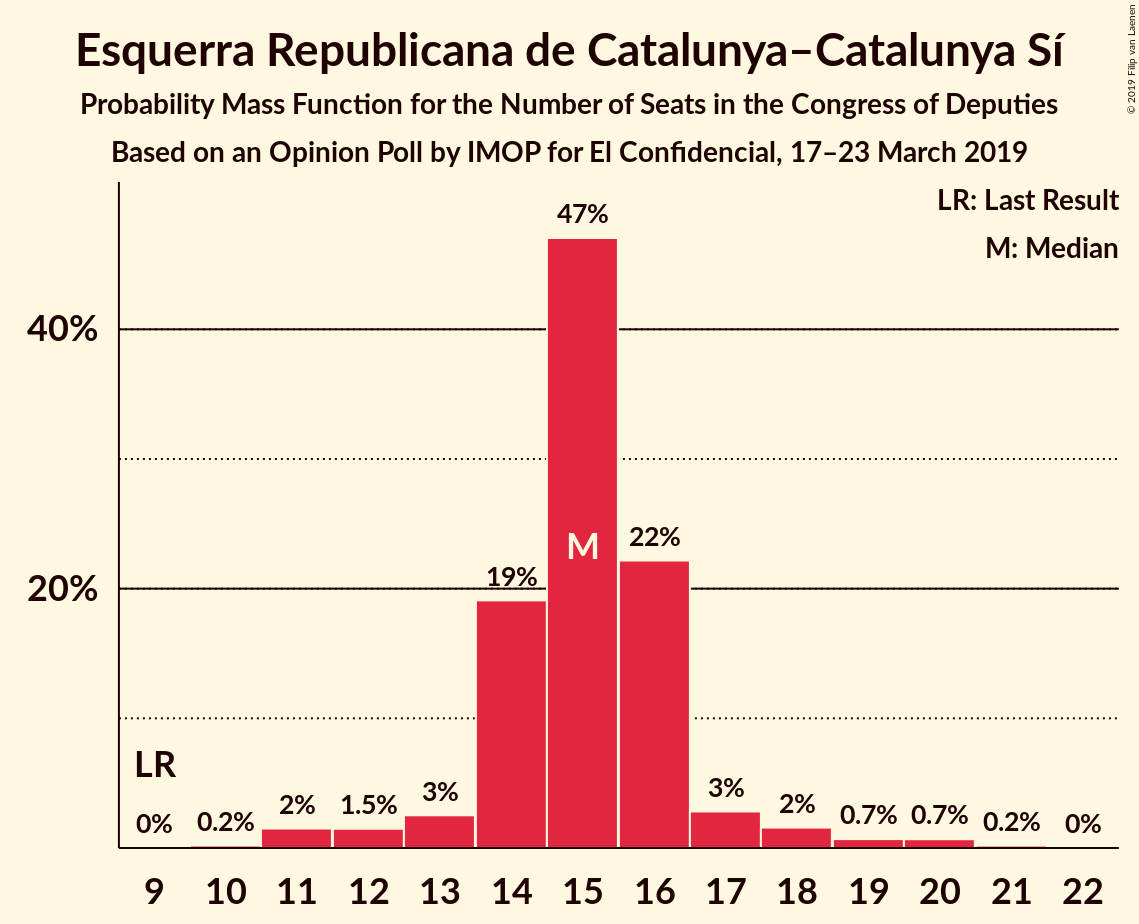 Esquerra Republicana de Catalunya–Catalunya Sí
Probability Mass Function for the Number of Seats in the Congress of Deputies
Based on an Opinion Poll by IMOP for El Confidencial, 17–23 March 2019
© 2019 Filip van Laenen
LR: Last Result
M: Median
47%
40%
22%
M
19%
20%
LR
0% 0.2% 2% 1.5% 3% 3% 2% 0.7% 0.7% 0.2% 0%
9 10 11 12 13 14 15 16 17 18 19 20 21 22